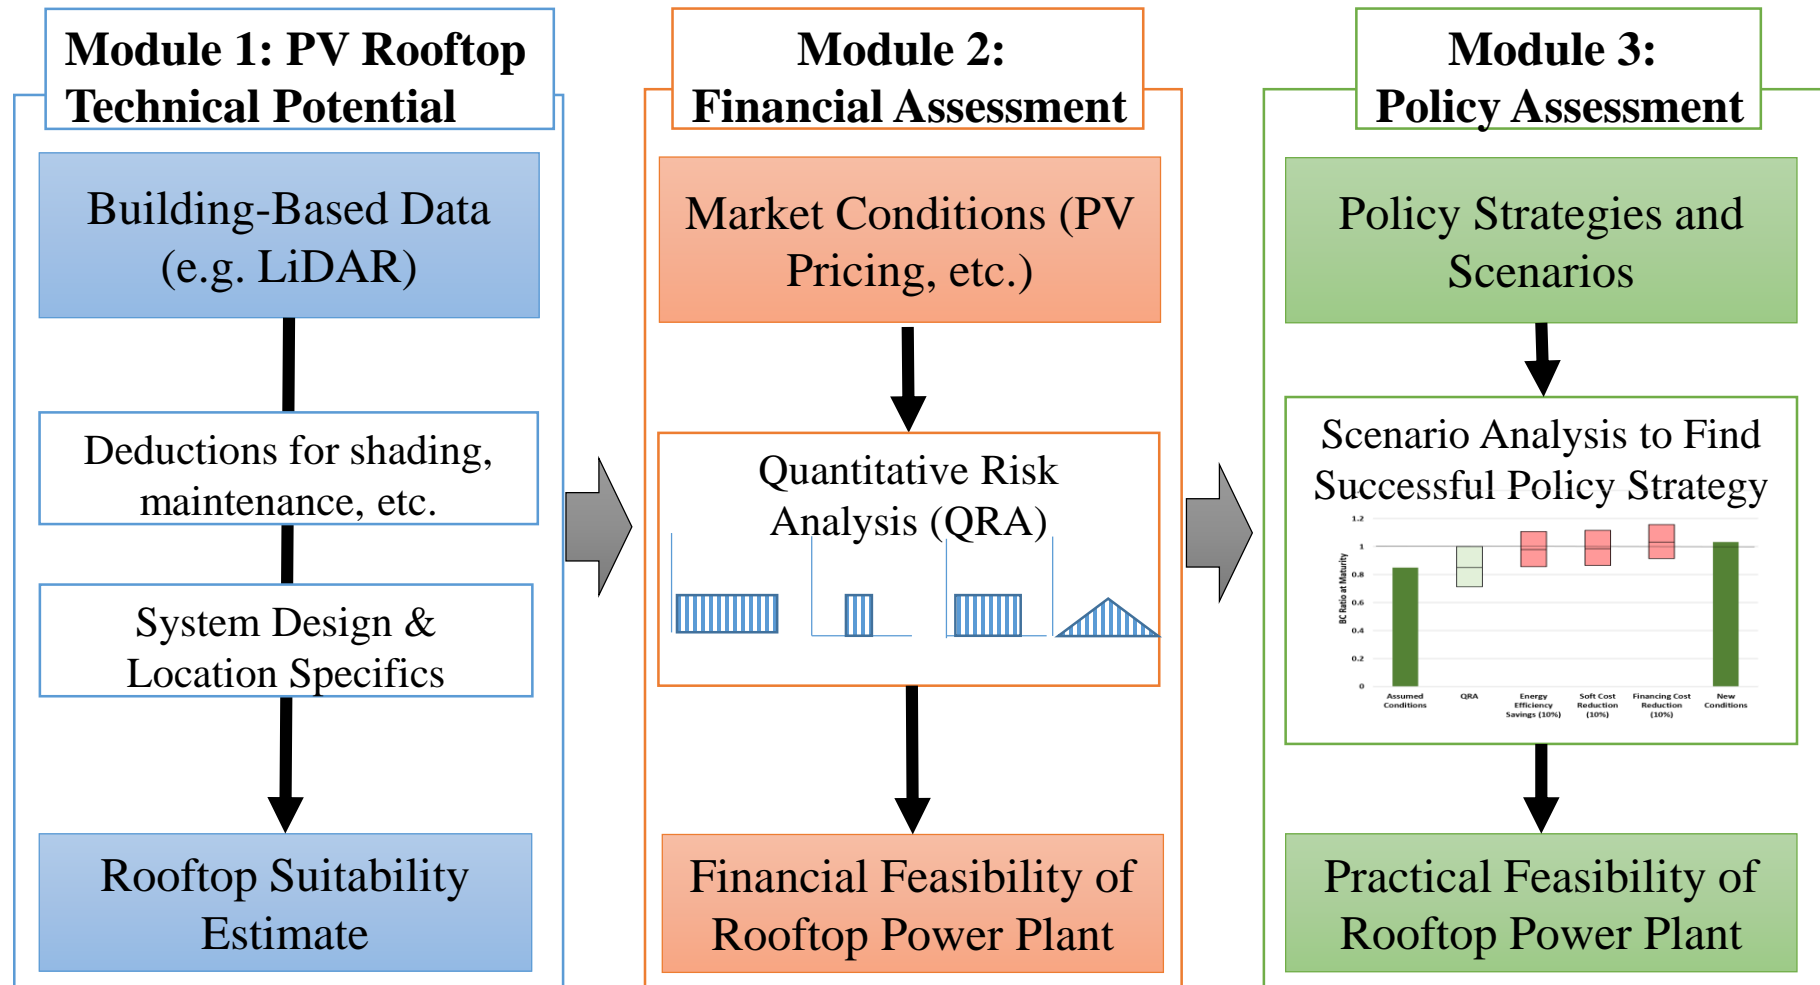 Module 1: PV Rooftop
Technical Potential
Building-Based Data
(e.g. LiDAR)
Deductions for shading,
maintenance, etc.
System Design &
Location Specifics
Rooftop Suitability
Estimate
Module 2:
Financial Assessment
Market Conditions (PV
Pricing, etc.)
Quantitative Risk
Analysis (QRA)
Financial Feasibility of
Rooftop Power Plant
Module 3:
Policy Assessment
Policy Strategies and
Scenarios
Scenario Analysis to Find
Successful Policy Strategy
BC Ratio at Maturity
1.2
1
0.8
0.6
0.4
0.2
0
Assumed
Conditions
QRA
Energy
Efficiency
Savings (10%)
Soft Cost
Reduction
(10%)
Financing Cost
Reduction
(10%)
New
Conditions
Practical Feasibility of
Rooftop Power Plant